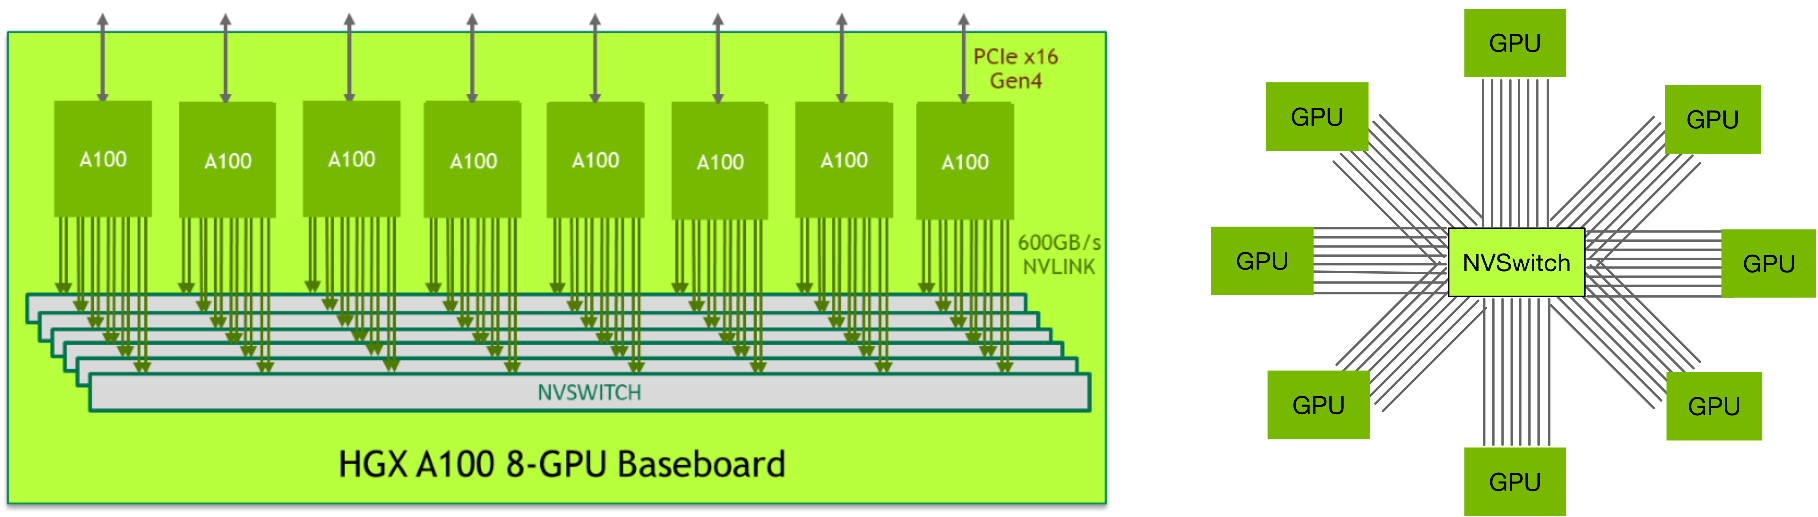 PCIe x16
Gen4
A100 A100 A100 A100 A100 A100 A100 A100
600GB/s
NVLINK
NVSWITCH
HGX A100 8-GPU Baseboard
GPU
GPU
GPU
GPU
NVSwitch
GPU
GPU
GPU
GPU